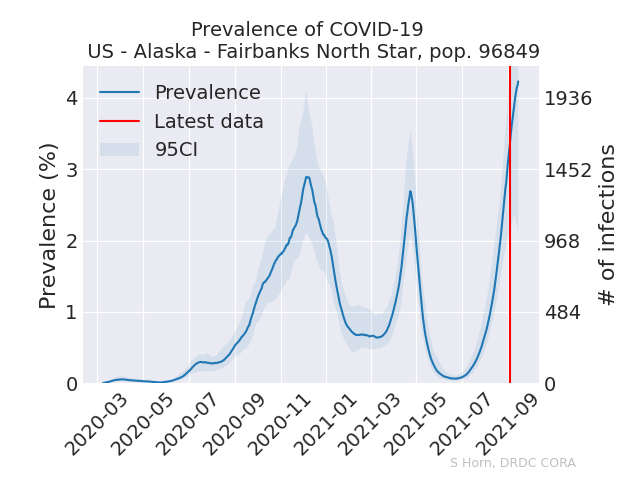 Prevalence of COVID-19
US - Alaska - Fairbanks North Star, pop. 96849
Prevalence
Latest data
95CI
Prevalence (%)
4
3
2
1
0
1936
1452
968
484
0
# of infections
2020-03
2020-05
2020-07
2020-09
2020-11
2021-01
2021-03
2021-05
2021-07
2021-09
S Horn, DRDC CORA